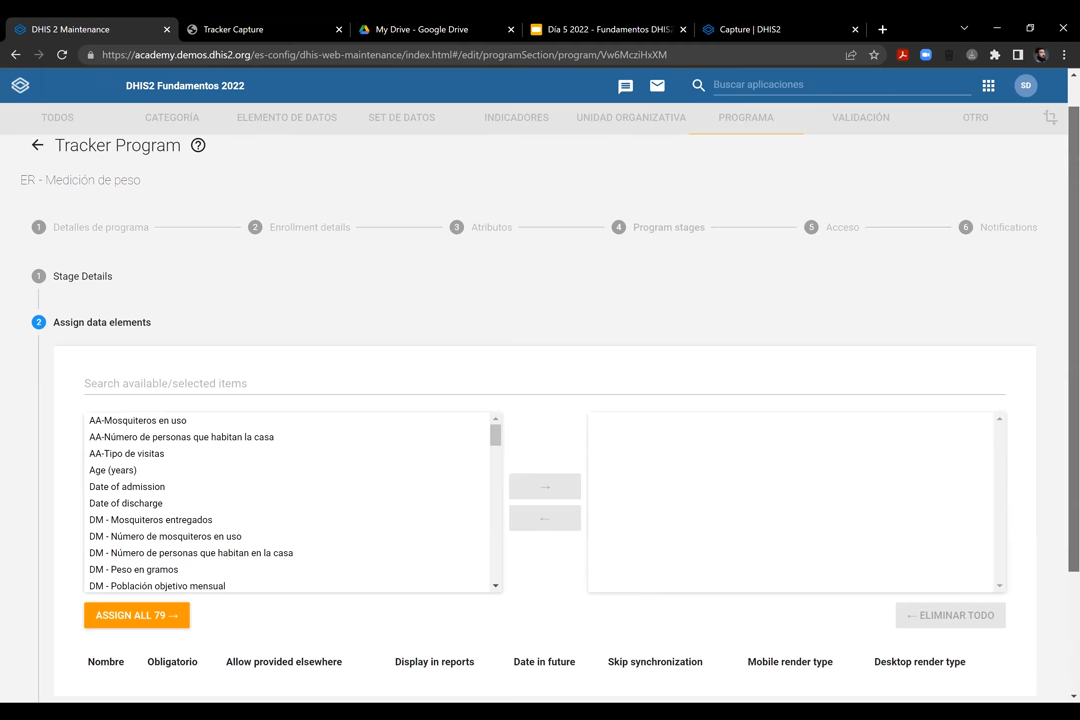 DHIS 2 Maintenance
Tracker Capture
My Drive - Google Drive
Día 5 2022 - Fundamentos DHIS
Capture | DHIS2
https://academy.demos.dhis2.org/es-config/dhis-web-maintenance/index.html#/edit/programSection/program/Vw6McziHxXM
DHIS2 Fundamentos 2022
Buscar aplicaciones
SD
TODOS
CATEGORÍA
ELEMENTO DE DATOS
SET DE DATOS
INDICADORES
UNIDAD ORGANIZATIVA
PROGRAMA
VALIDACIÓN
OTRO
Tracker Program
ER - Medición de peso
1 Detalles de programa
2 Enrollment details
3 Atributos
4 Program stages
5 Acceso
6 Notifications
1 Stage Details
2 Assign data elements
Search available/selected items
AA-Mosquiteros en uso
AA-Número de personas que habitan la casa
AA-Tipo de visitas
Age (years)
Date of admission
Date of discharge
DM - Mosquiteros entregados
DM - Número de mosquiteros en uso
DM - Número de personas que habitan en la casa
DM - Peso en gramos
DM - Población objetivo mensual
→
←
ASSIGN ALL 79 →
← ELIMINAR TODO
Nombre
Obligatorio
Allow provided elsewhere
Display in reports
Date in future
Skip synchronization
Mobile render type
Desktop render type